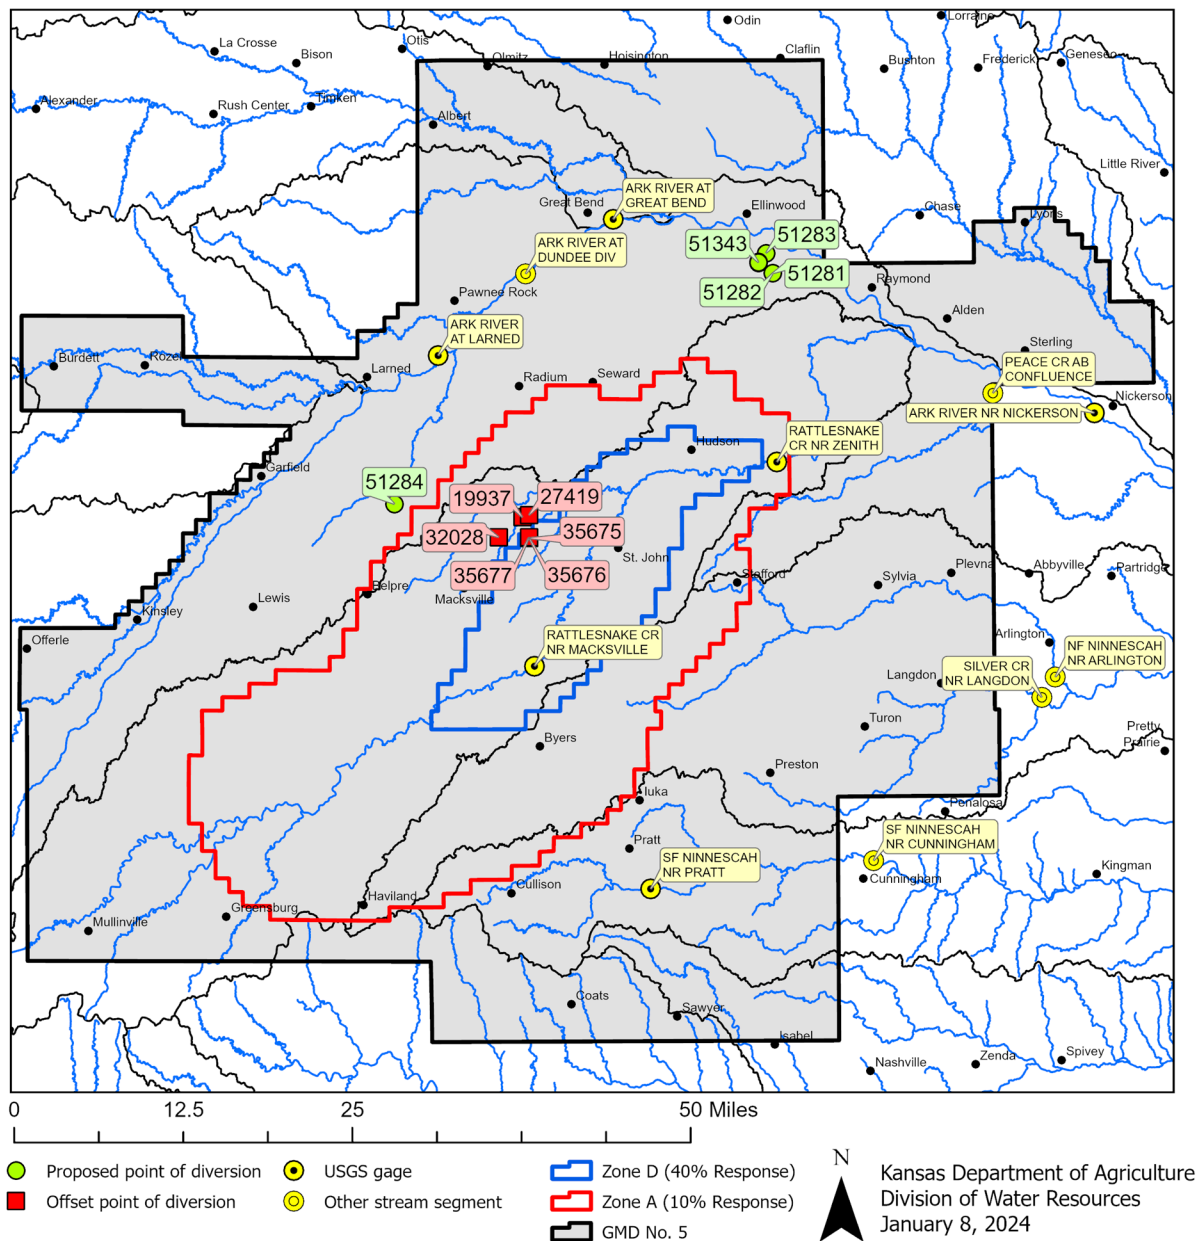 Odin
Lorraine
La Crosse
Otis
Bison
Olmitz
Hoisington
Claflin
Bushton
Frederick
Geneseo
Alexander
Rush Center
Timken
Albert
Little River
ARK RIVER AT
GREAT BEND
Great Bend
Ellinwood
Chase
Lyons
51343
51283
ARK RIVER AT
DUNDEE DIV
51281
51282
Raymond
Pawnee Rock
Alden
ARK RIVER
AT LARNED
Sterling
Burdett
Rozel
Larned
Radium
Seward
PEACE CR AB
CONFLUENCE
Nickerson
ARK RIVER NR NICKERSON
RATTLESNAKE
CR NR ZENITH
Hudson
Garfield
51284
19937
27419
32028
35675
35677
35676
St. John
Macksville
Belpre
Stafford
Sylvia
Plevna
Abbyville
Partridge
Lewis
Kinsley
Offerle
RATTLESNAKE CR
NR MACKSVILLE
Arlington
NF NINNESCAH
NR ARLINGTON
SILVER CR
NR LANGDON
Langdon
Turon
Pretty
Prairie
Byers
Preston
Iuka
Penalosa
Pratt
SF NINNESCAH
NR CUNNINGHAM
SF NINNESCAH
NR PRATT
Cunningham
Kingman
Cullison
Haviland
Greensburg
Mullinville
Coats
Sawyer
Isabel
Nashville
Zenda
Spivey
0 12.5 25 50 Miles
Proposed point of diversion
Offset point of diversion
USGS gage
Other stream segment
Zone D (40% Response)
Zone A (10% Response)
GMD No. 5
N
Kansas Department of Agriculture
Division of Water Resources
January 8, 2024